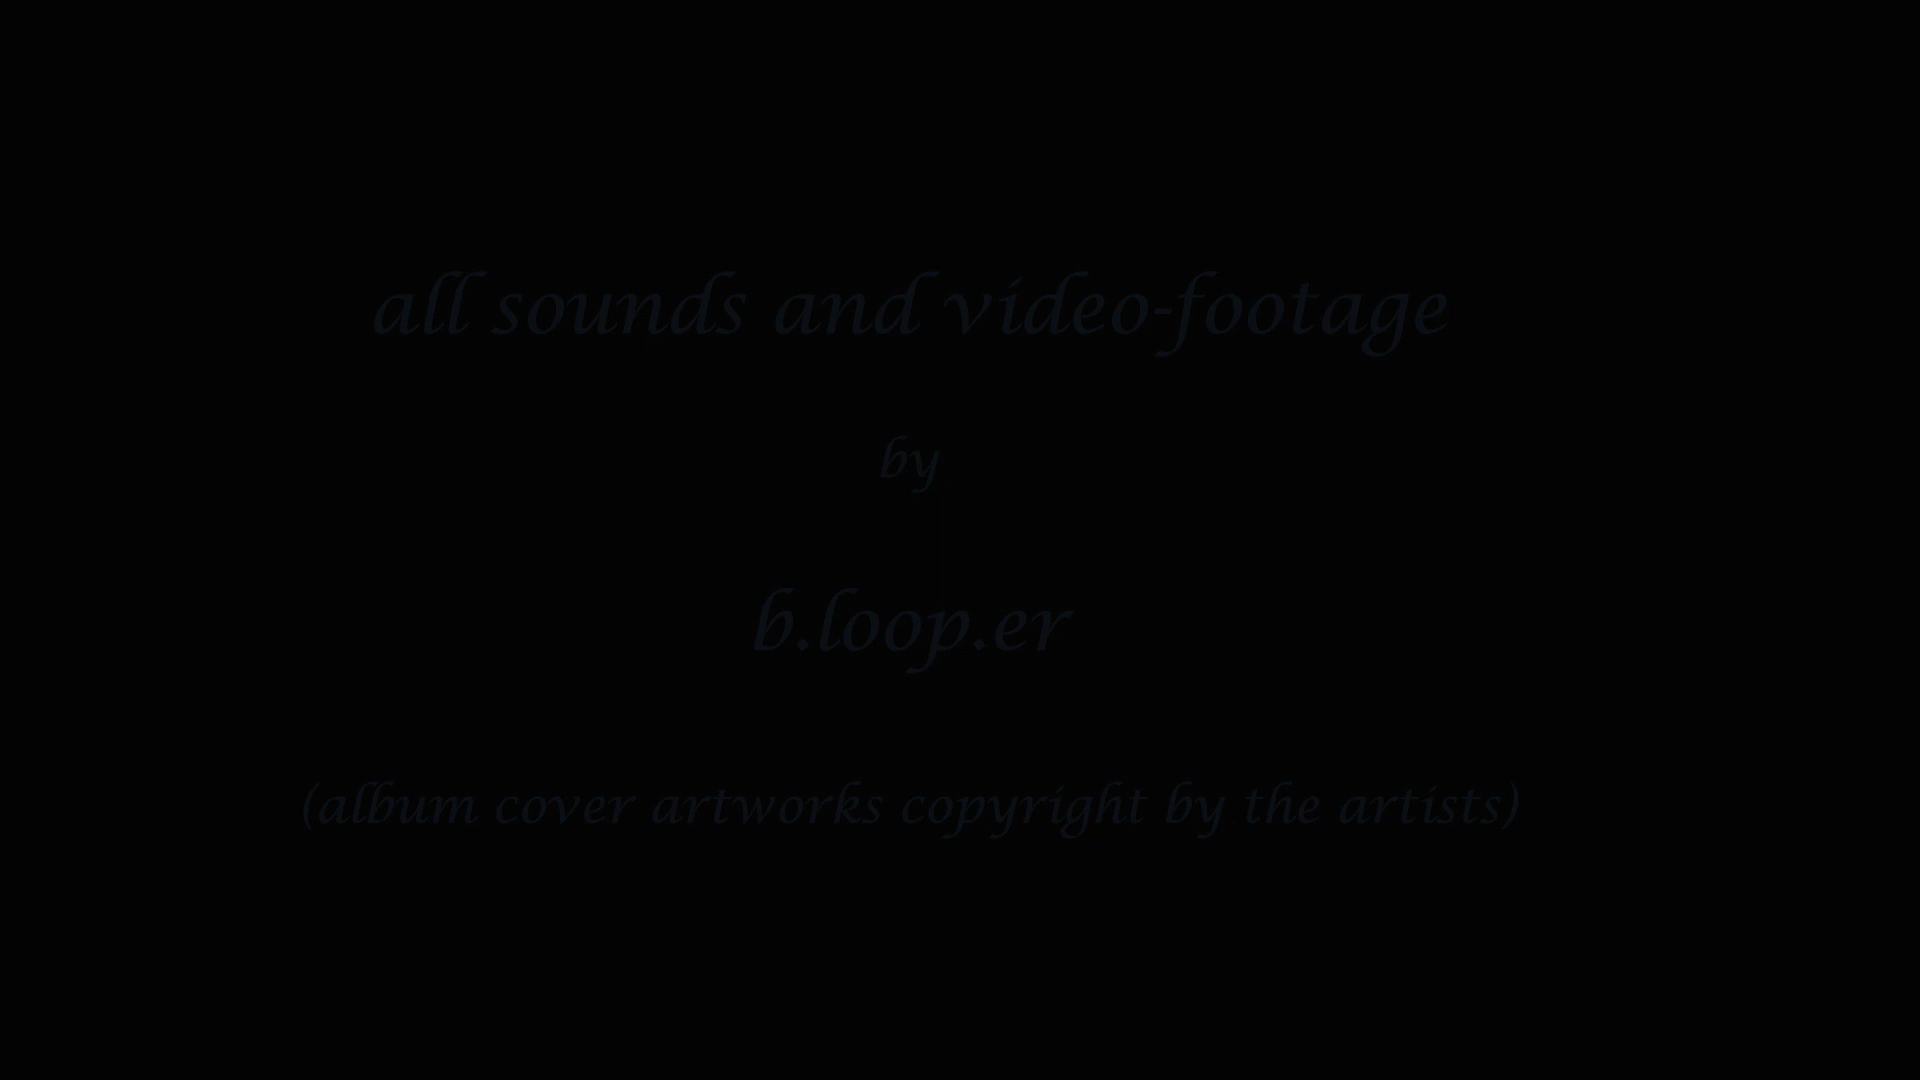 all sounds and video-footage
by
b.loop.er
(album cover artworks copyright by the artists)